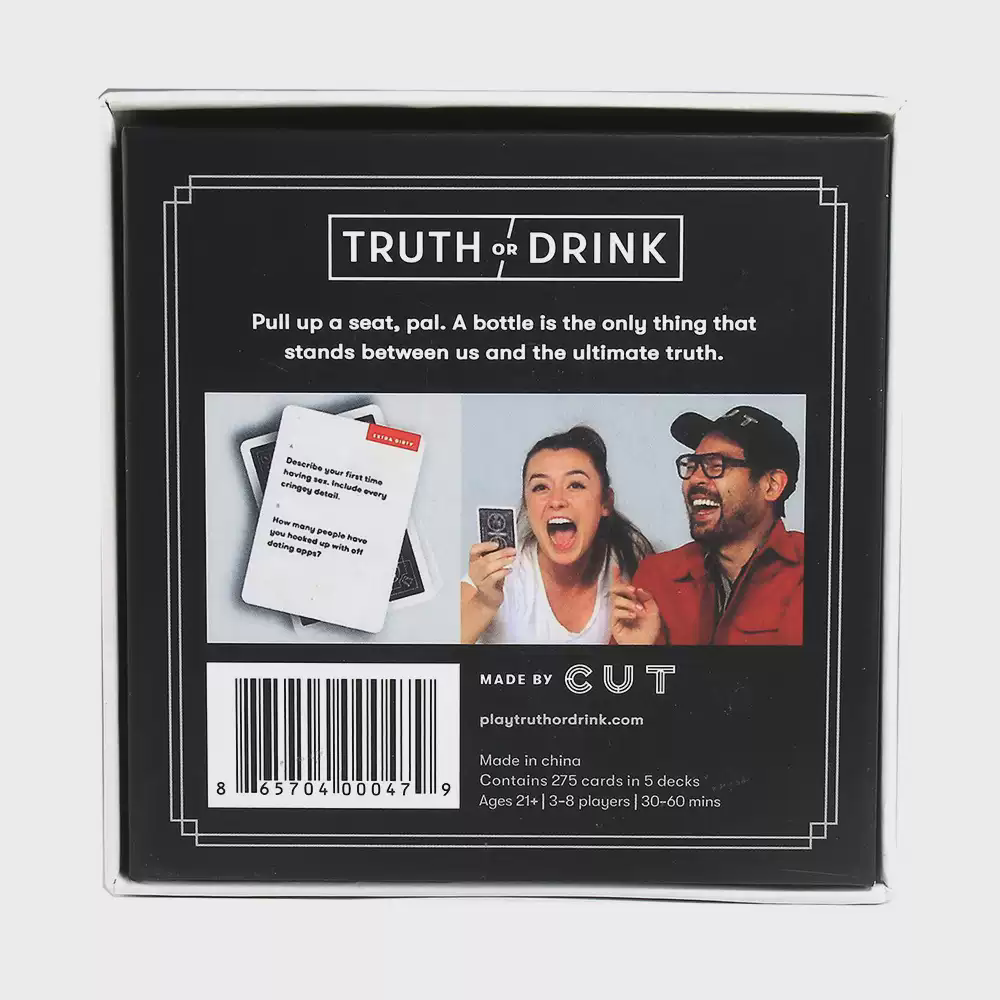 TRUTH OR DRINK
Pull up a seat, pal. A bottle is the only thing that
stands between us and the ultimate truth.
EXTRA DIRTY
A
Describe your first time
having sex. Include every
cringey detail.
B
How many people have
you hooked up with off
dating apps?
CUT
MADE BY CUT
playtruthordrink.com
8 65704 00047 9
Made in china
Contains 275 cards in 5 decks
Ages 21+ | 3-8 players | 30-60 mins